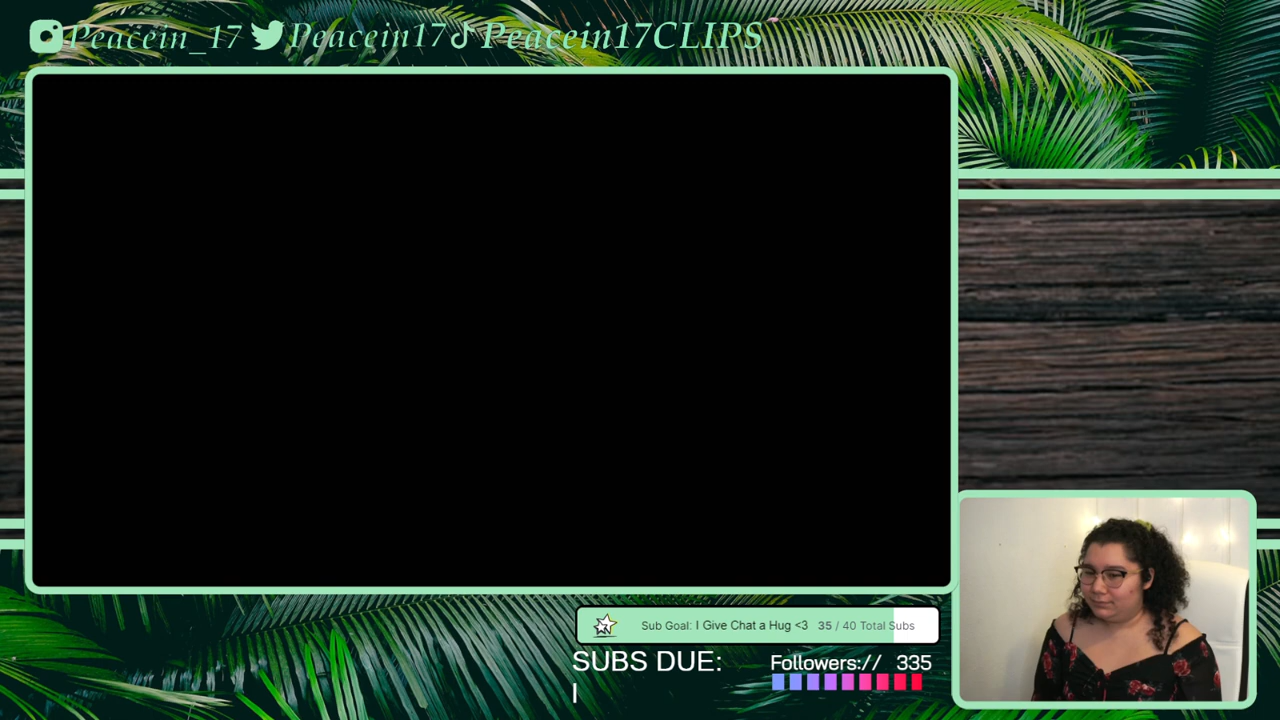 Peacein_17 Peacein17 Peacein17CLIPS
Sub Goal: I Give Chat a Hug <3 35 / 40 Total Subs
SUBS DUE:
Followers:// 335
I